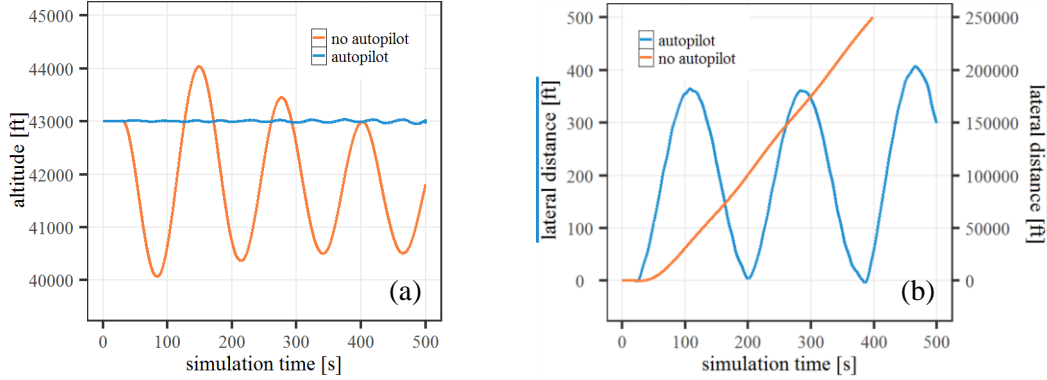 45000
44000
43000
42000
41000
40000
altitude [ft]
no autopilot
autopilot
(a)
0
100
200
300
400
500
simulation time [s]
500
400
300
200
100
0
lateral distance [ft]
autopilot
no autopilot
(b)
250000
200000
150000
100000
50000
0
lateral distance [ft]
0
100
200
300
400
500
simulation time [s]